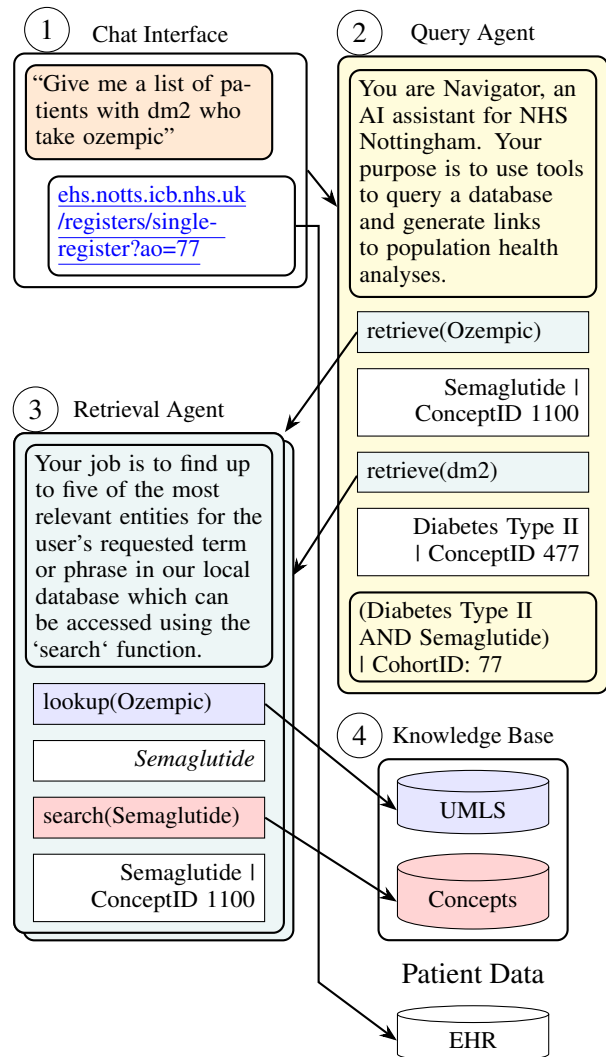 1
Chat Interface
“Give me a list of pa-
tients with dm2 who
take ozempic”
ehs.notts.icb.nhs.uk
/registers/single-
register?ao=77
2
Query Agent
You are Navigator, an
AI assistant for NHS
Nottingham. Your
purpose is to use tools
to query a database
and generate links
to population health
analyses.
retrieve(Ozempic)
Semaglutide |
ConceptID 1100
retrieve(dm2)
Diabetes Type II
| ConceptID 477
(Diabetes Type II
AND Semaglutide)
| CohortID: 77
3
Retrieval Agent
Your job is to find up
to five of the most
relevant entities for the
user’s requested term
or phrase in our local
database which can
be accessed using the
‘search‘ function.
lookup(Ozempic)
Semaglutide
search(Semaglutide)
Semaglutide |
ConceptID 1100
4
Knowledge Base
UMLS
Concepts
Patient Data
EHR